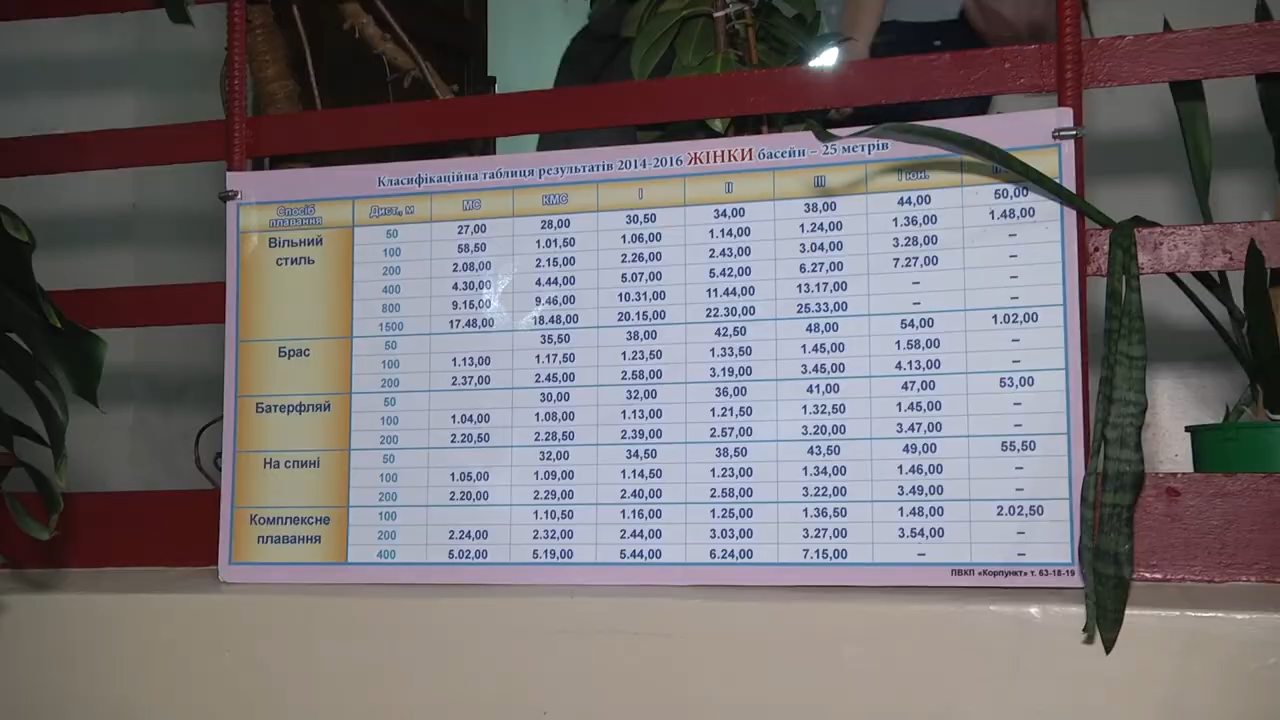 Класифікаційна таблиця результатів 2014-2016 ЖІНКИ басейн – 25 метрів
Спосіб плавання Дист., м МС КМС І ІІ ІІІ І юн.
Вільний стиль 50 27,00 28,00 30,50 34,00 38,00 44,00 50,00
100 58,50 1.01,50 1.06,00 1.14,00 1.24,00 1.36,00 1.48,00
200 2.08,00 2.15,00 2.26,00 2.43,00 3.04,00 3.28,00 –
400 4.30,00 4.44,00 5.07,00 5.42,00 6.27,00 7.27,00 –
800 9.15,00 9.46,00 10.31,00 11.44,00 13.17,00 – –
1500 17.48,00 18.48,00 20.15,00 22.30,00 25.33,00 – –
Брас 50 35,50 38,00 42,50 48,00 54,00 1.02,00
100 1.13,00 1.17,50 1.23,50 1.33,50 1.45,00 1.58,00 –
200 2.37,00 2.45,00 2.58,00 3.19,00 3.45,00 4.13,00 –
Батерфляй 50 30,00 32,00 36,00 41,00 47,00 53,00
100 1.04,00 1.08,00 1.13,00 1.21,50 1.32,50 1.45,00 –
200 2.20,50 2.28,50 2.39,00 2.57,00 3.20,00 3.47,00 –
На спині 50 32,00 34,50 38,50 43,50 49,00 55,50
100 1.05,00 1.09,00 1.14,50 1.23,00 1.34,00 1.46,00 –
200 2.20,00 2.29,00 2.40,00 2.58,00 3.22,00 3.49,00 –
Комплексне плавання 100 1.10,50 1.16,00 1.25,00 1.36,50 1.48,00 2.02,50
200 2.24,00 2.32,00 2.44,00 3.03,00 3.27,00 3.54,00 –
400 5.02,00 5.19,00 5.44,00 6.24,00 7.15,00 – –
ПВКП «Корпункт» т. 63-18-19